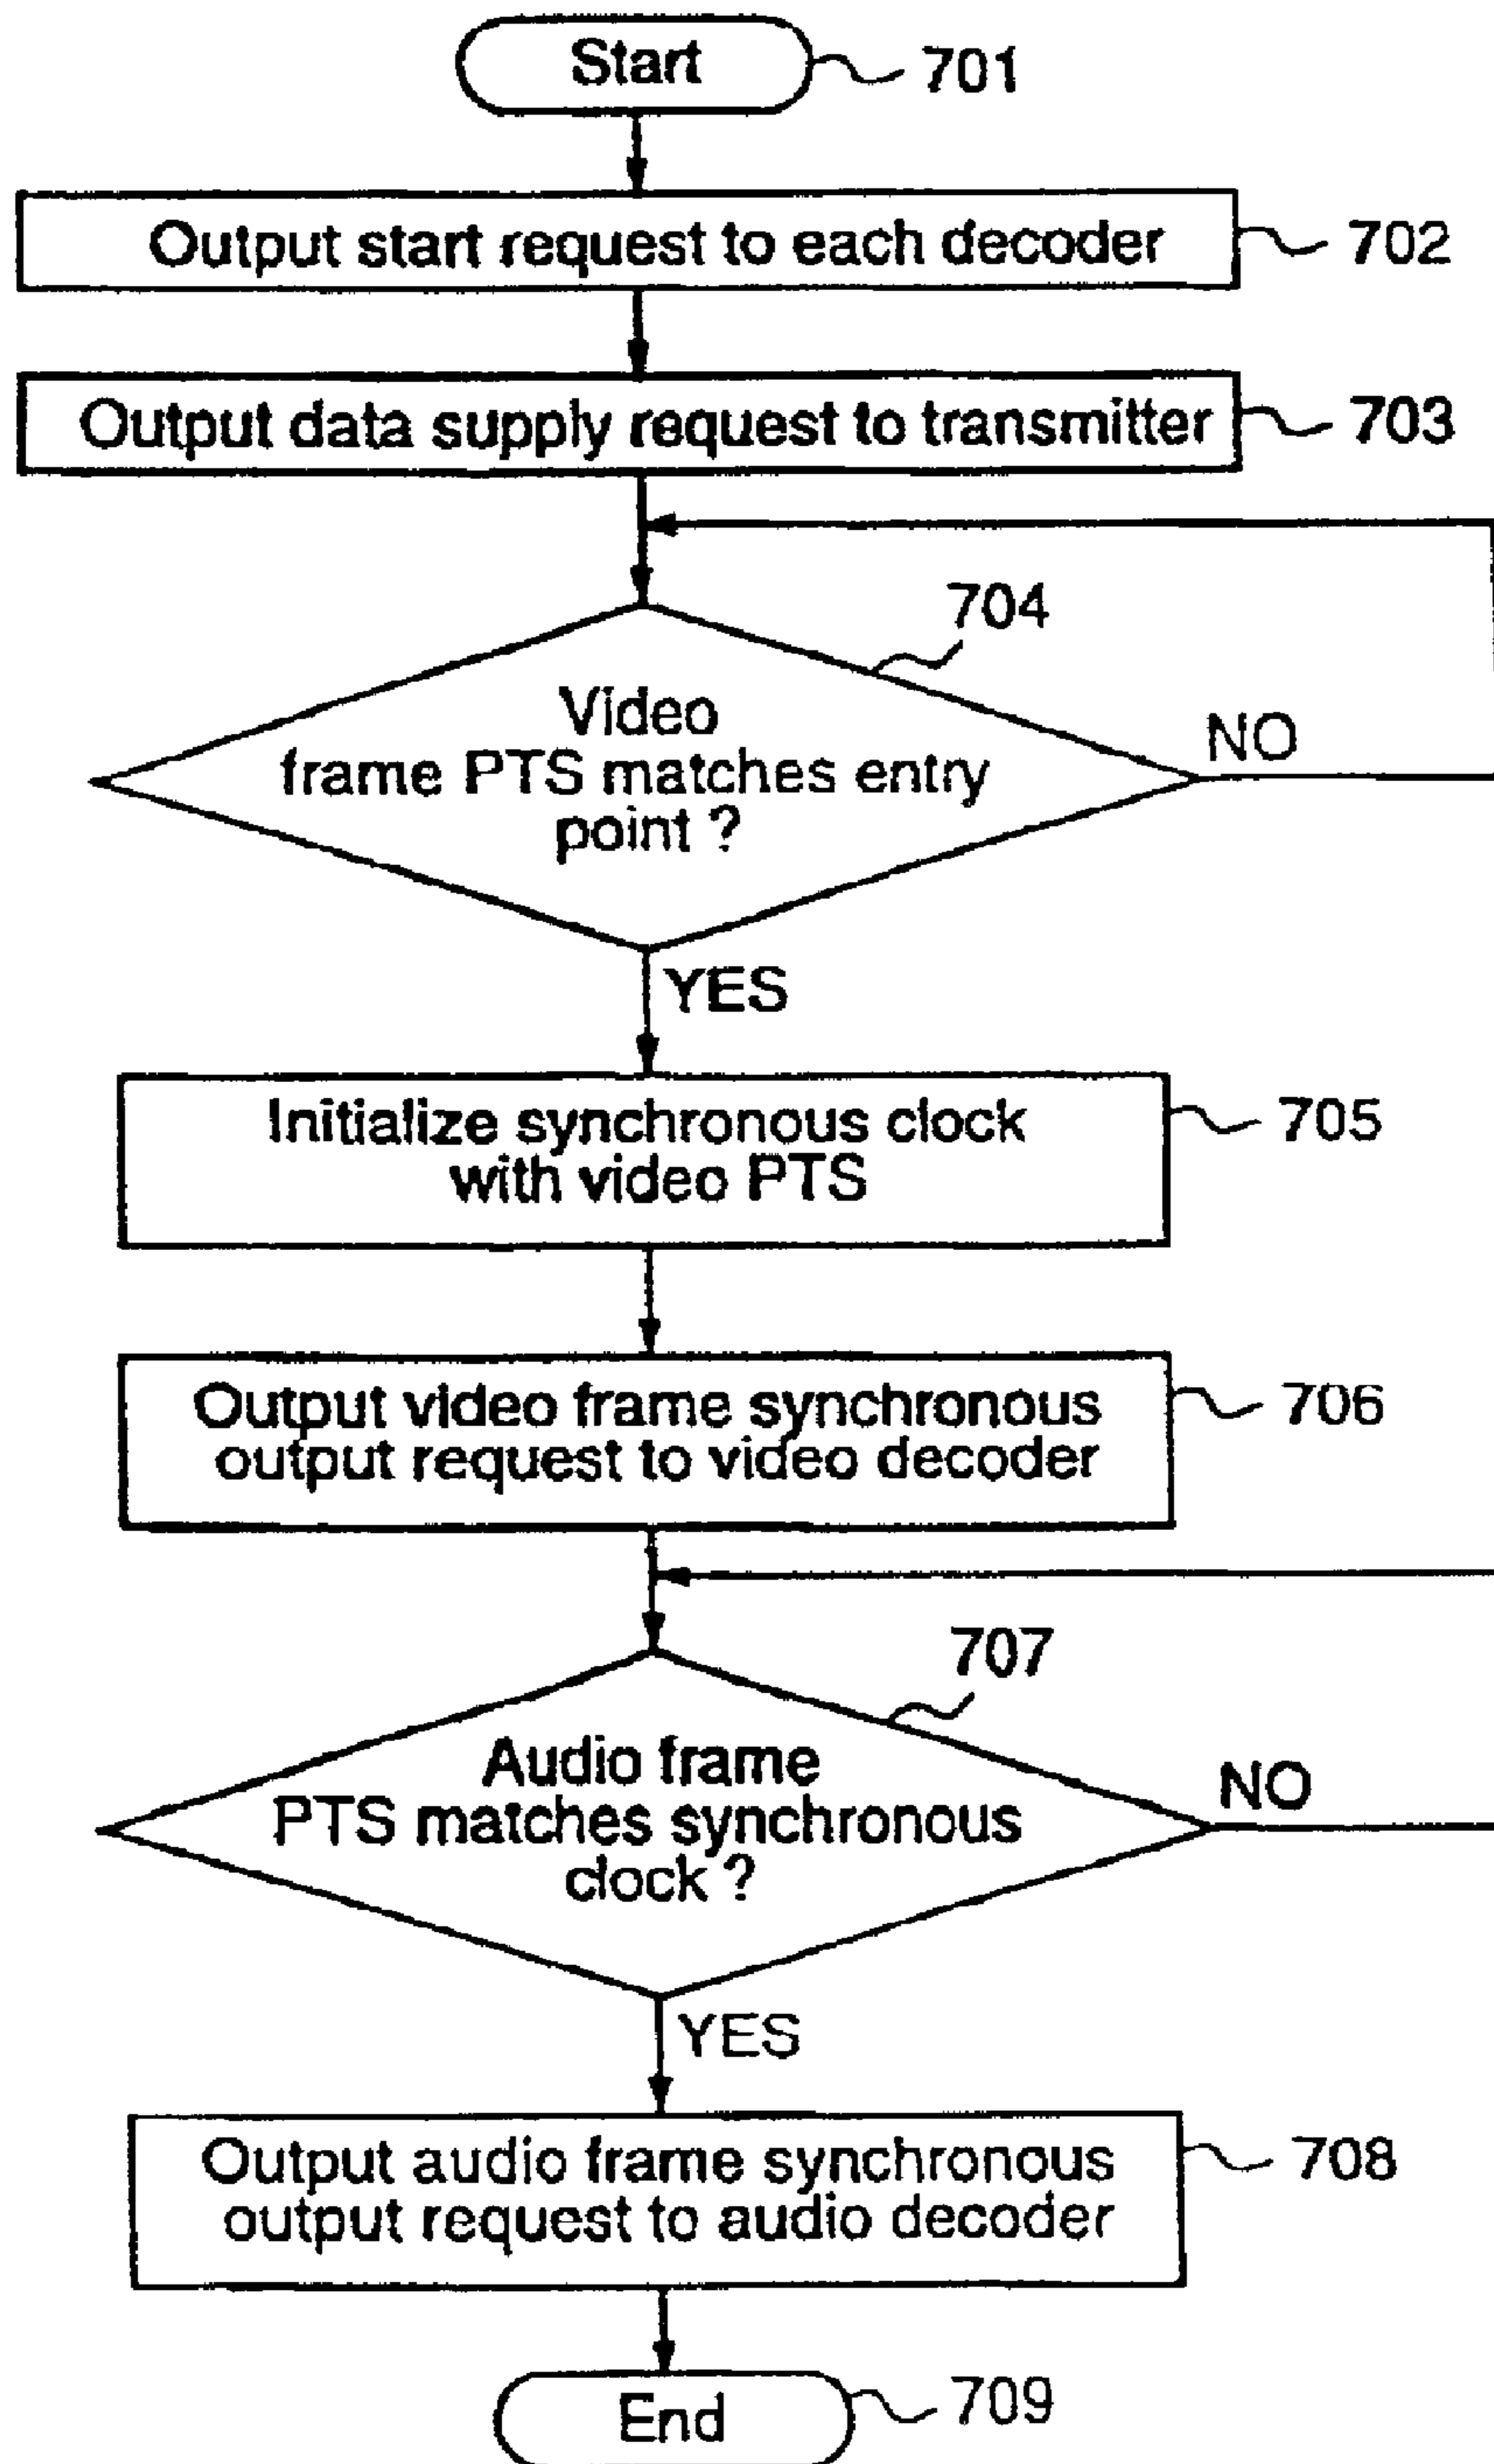 Start
701
Output start request to each decoder
702
Output data supply request to transmitter
703
704
Video
frame PTS matches entry
point ?
NO
YES
Initialize synchronous clock
with video PTS
705
Output video frame synchronous
output request to video decoder
706
707
Audio frame
PTS matches synchronous
clock ?
NO
YES
Output audio frame synchronous
output request to audio decoder
708
End
709